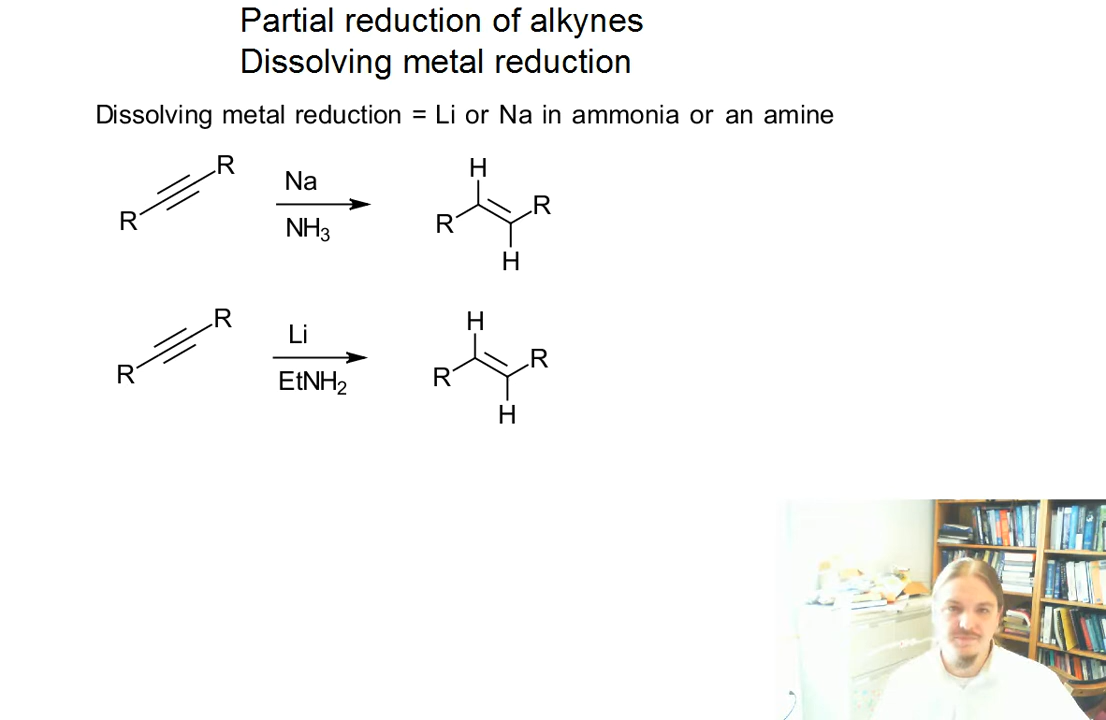 Partial reduction of alkynes
Dissolving metal reduction
Dissolving metal reduction = Li or Na in ammonia or an amine
R
R
Na
NH₃
H
R
R
H
R
R
Li
EtNH₂
H
R
R
H